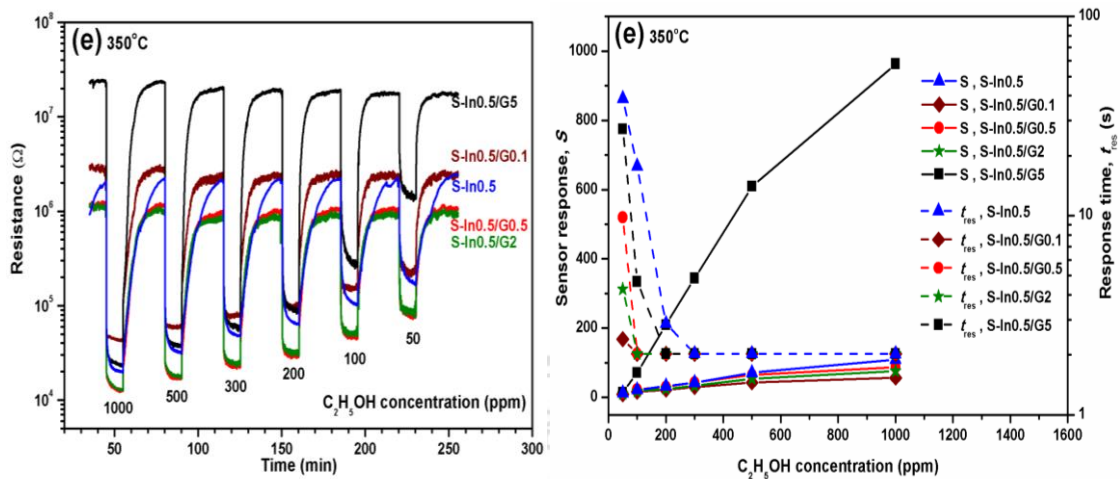 (e) 350°C
10⁸
10⁷
10⁶
10⁵
10⁴
Resistance (Ω)
S-In0.5/G5
S-In0.5/G0.1
S-In0.5
S-In0.5/G0.5
S-In0.5/G2
1000
500
300
200
100
50
C₂H₅OH concentration (ppm)
50 100 150 200 250 300
Time (min)
(e) 350°C
1000
800
600
400
200
0
Sensor response, S
S , S-In0.5
S , S-In0.5/G0.1
S , S-In0.5/G0.5
S , S-In0.5/G2
S , S-In0.5/G5
tres , S-In0.5
tres , S-In0.5/G0.1
tres , S-In0.5/G0.5
tres , S-In0.5/G2
tres , S-In0.5/G5
100
10
1
Response time, tres (s)
0 200 400 600 800 1000 1200 1400 1600
C₂H₅OH concentration (ppm)